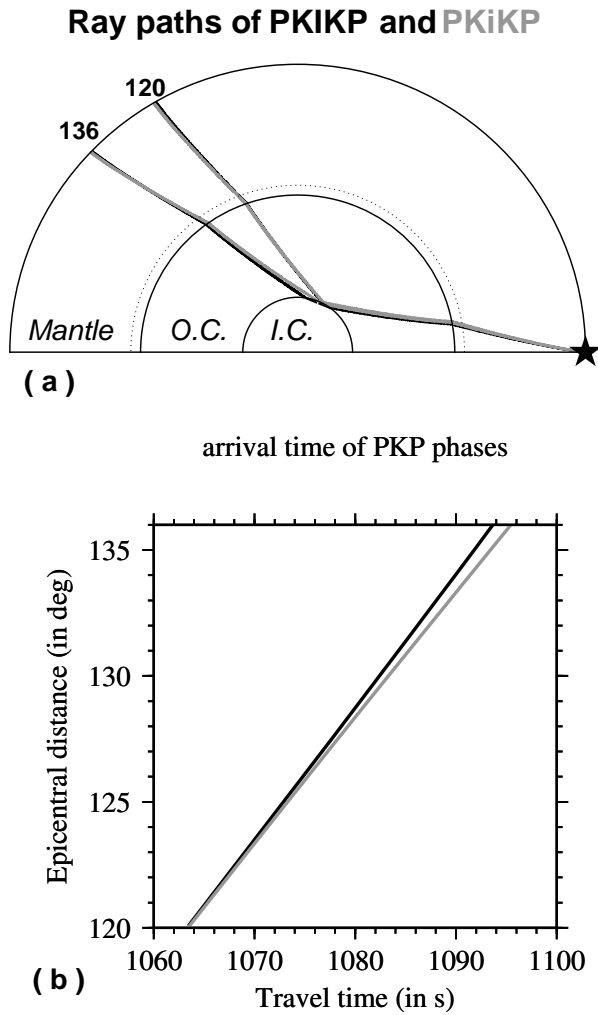 Ray paths of PKIKP and PKiKP
120
136
Mantle O.C. I.C.
( a )
arrival time of PKP phases
135
130
125
120
Epicentral distance (in deg)
1060 1070 1080 1090 1100
( b )
Travel time (in s)